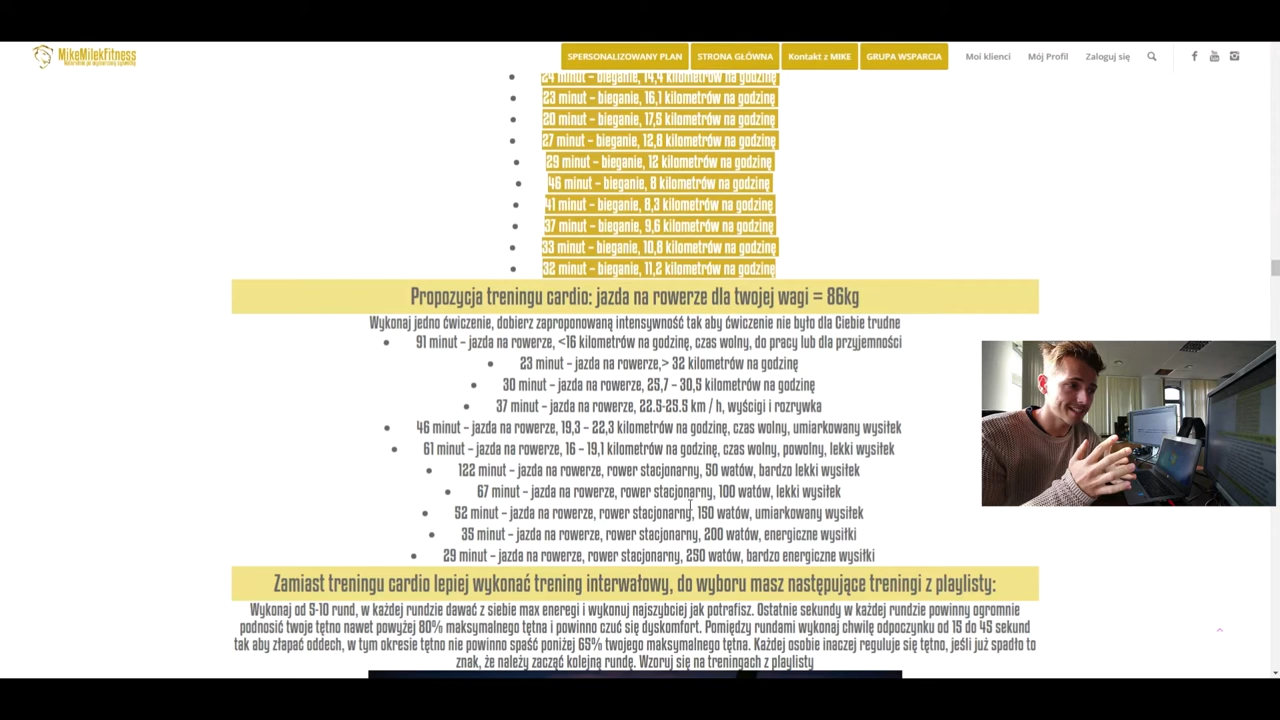 MikeMilekFitness
SPERSONALIZOWANY PLAN
STRONA GŁÓWNA
Kontakt z MIKE
GRUPA WSPARCIA
Moi klienci
Mój Profil
Zaloguj się
24 minut – bieganie, 14,4 kilometrów na godzinę
23 minut – bieganie, 16,1 kilometrów na godzinę
20 minut – bieganie, 17,5 kilometrów na godzinę
27 minut – bieganie, 12,8 kilometrów na godzinę
29 minut – bieganie, 12 kilometrów na godzinę
46 minut – bieganie, 8 kilometrów na godzinę
41 minut – bieganie, 8,3 kilometrów na godzinę
37 minut – bieganie, 9,6 kilometrów na godzinę
33 minut – bieganie, 10,8 kilometrów na godzinę
32 minut – bieganie, 11,2 kilometrów na godzinę
Propozycja treningu cardio: jazda na rowerze dla twojej wagi = 86kg
Wykonaj jedno ćwiczenie, dobierz zaproponowaną intensywność tak aby ćwiczenie nie było dla Ciebie trudne
91 minut – jazda na rowerze, <16 kilometrów na godzinę, czas wolny, do pracy lub dla przyjemności
23 minut – jazda na rowerze,> 32 kilometrów na godzinę
30 minut – jazda na rowerze, 25,7 – 30,5 kilometrów na godzinę
37 minut – jazda na rowerze, 22.5-25.5 km / h, wyścigi i rozrywka
46 minut – jazda na rowerze, 19,3 – 22,3 kilometrów na godzinę, czas wolny, umiarkowany wysiłek
61 minut – jazda na rowerze, 16 – 19,1 kilometrów na godzinę, czas wolny, powolny, lekki wysiłek
122 minut – jazda na rowerze, rower stacjonarny, 50 watów, bardzo lekki wysiłek
67 minut – jazda na rowerze, rower stacjonarny, 100 watów, lekki wysiłek
52 minut – jazda na rowerze, rower stacjonarny, 150 watów, umiarkowany wysiłek
35 minut – jazda na rowerze, rower stacjonarny, 200 watów, energiczne wysiłki
29 minut – jazda na rowerze, rower stacjonarny, 250 watów, bardzo energiczne wysiłki
Zamiast treningu cardio lepiej wykonać trening interwałowy, do wyboru masz następujące treningi z playlisty:
Wykonaj od 5-10 rund, w każdej rundzie dawać z siebie max energi i wykonuj najszybciej jak potrafisz. Ostatnie sekundy w każdej rundzie powinny ogromnie
podnosić twoje tętno nawet powyżej 80% maksymalnego tętna i powinno czuć się dyskomfort. Pomiędzy rundami wykonaj chwilę odpoczynku od 15 do 45 sekund
tak aby złapać oddech, w tym okresie tętno nie powinno spaść poniżej 65% twojego maksymalnego tętna. Każdej osobie inaczej reguluje się tętno, jeśli już spadło to
znak, że należy zacząć kolejną rundę. Wzoruj się na treningach z playlisty